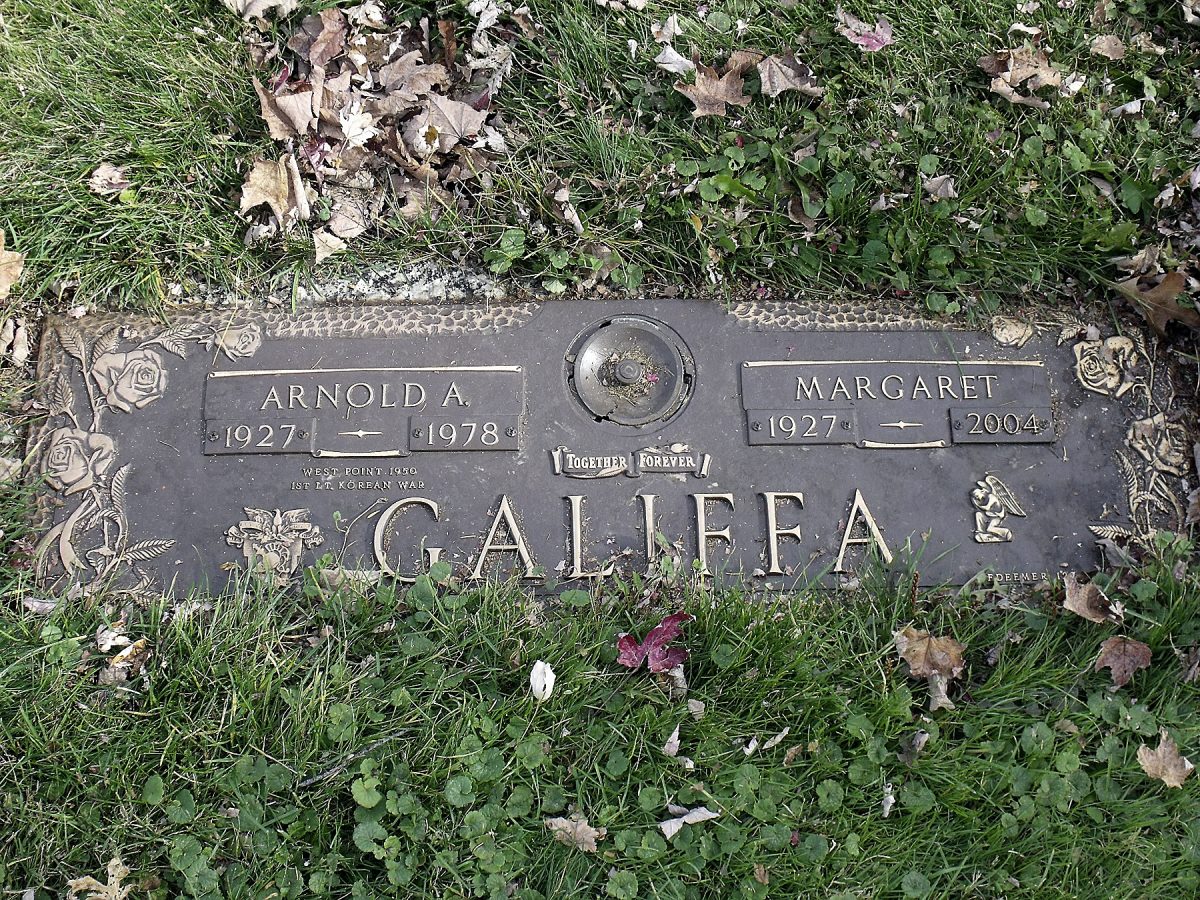 ARNOLD A.
1927 – 1978
WEST POINT 1950
1ST LT. KOREAN WAR
MARGARET
1927 – 2004
TOGETHER FOREVER
GALIFFA